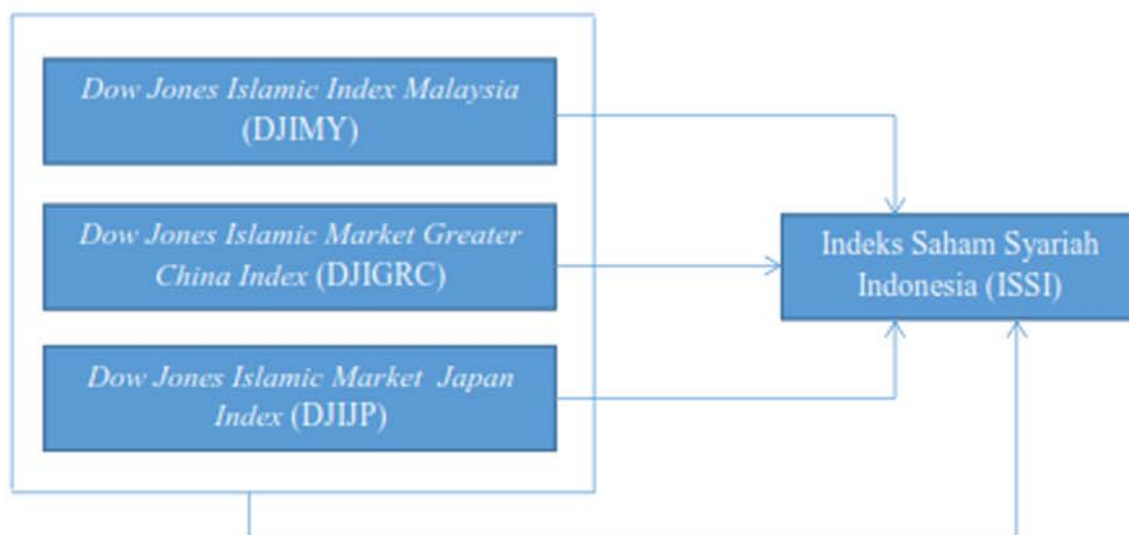 Dow Jones Islamic Index Malaysia
(DJIMY)
Dow Jones Islamic Market Greater
China Index (DJIGRC)
Dow Jones Islamic Market Japan
Index (DJIJP)
Indeks Saham Syariah
Indonesia (ISSI)